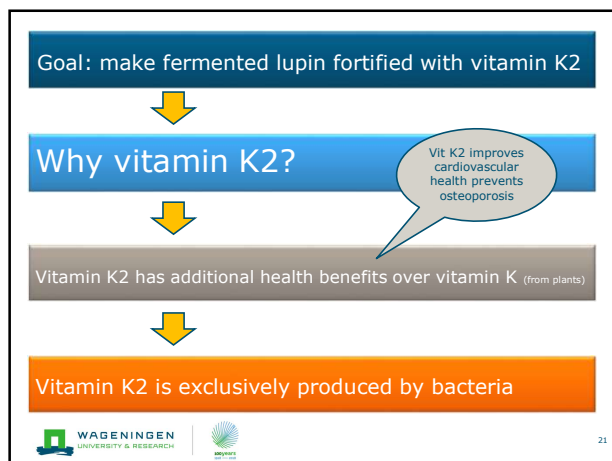 Goal: make fermented lupin fortified with vitamin K2
Why vitamin K2?
Vit K2 improves
cardiovascular
health prevents
osteoporosis
Vitamin K2 has additional health benefits over vitamin K (from plants)
Vitamin K2 is exclusively produced by bacteria
WAGENINGEN
UNIVERSITY & RESEARCH
100years
21